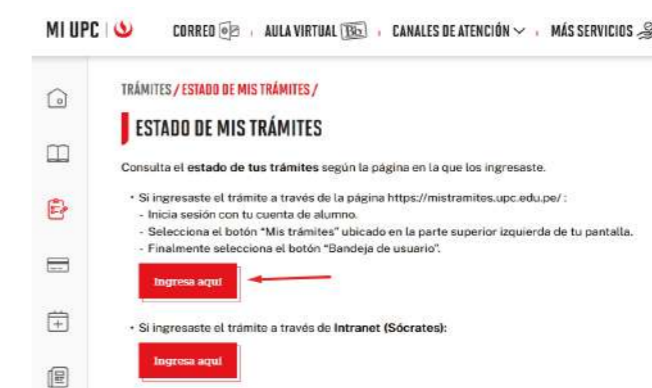 MI UPC
CORREO
AULA VIRTUAL Bb
CANALES DE ATENCIÓN
MÁS SERVICIOS
TRÁMITES / ESTADO DE MIS TRÁMITES /
ESTADO DE MIS TRÁMITES
Consulta el estado de tus trámites según la página en la que los ingresaste.
• Si ingresaste el trámite a través de la página https://mistramites.upc.edu.pe/ :
- Inicia sesión con tu cuenta de alumno.
- Selecciona el botón “Mis trámites” ubicado en la parte superior izquierda de tu pantalla.
- Finalmente selecciona el botón “Bandeja de usuario”.
Ingresa aquí
• Si ingresaste el trámite a través de Intranet (Sócrates):
Ingresa aquí